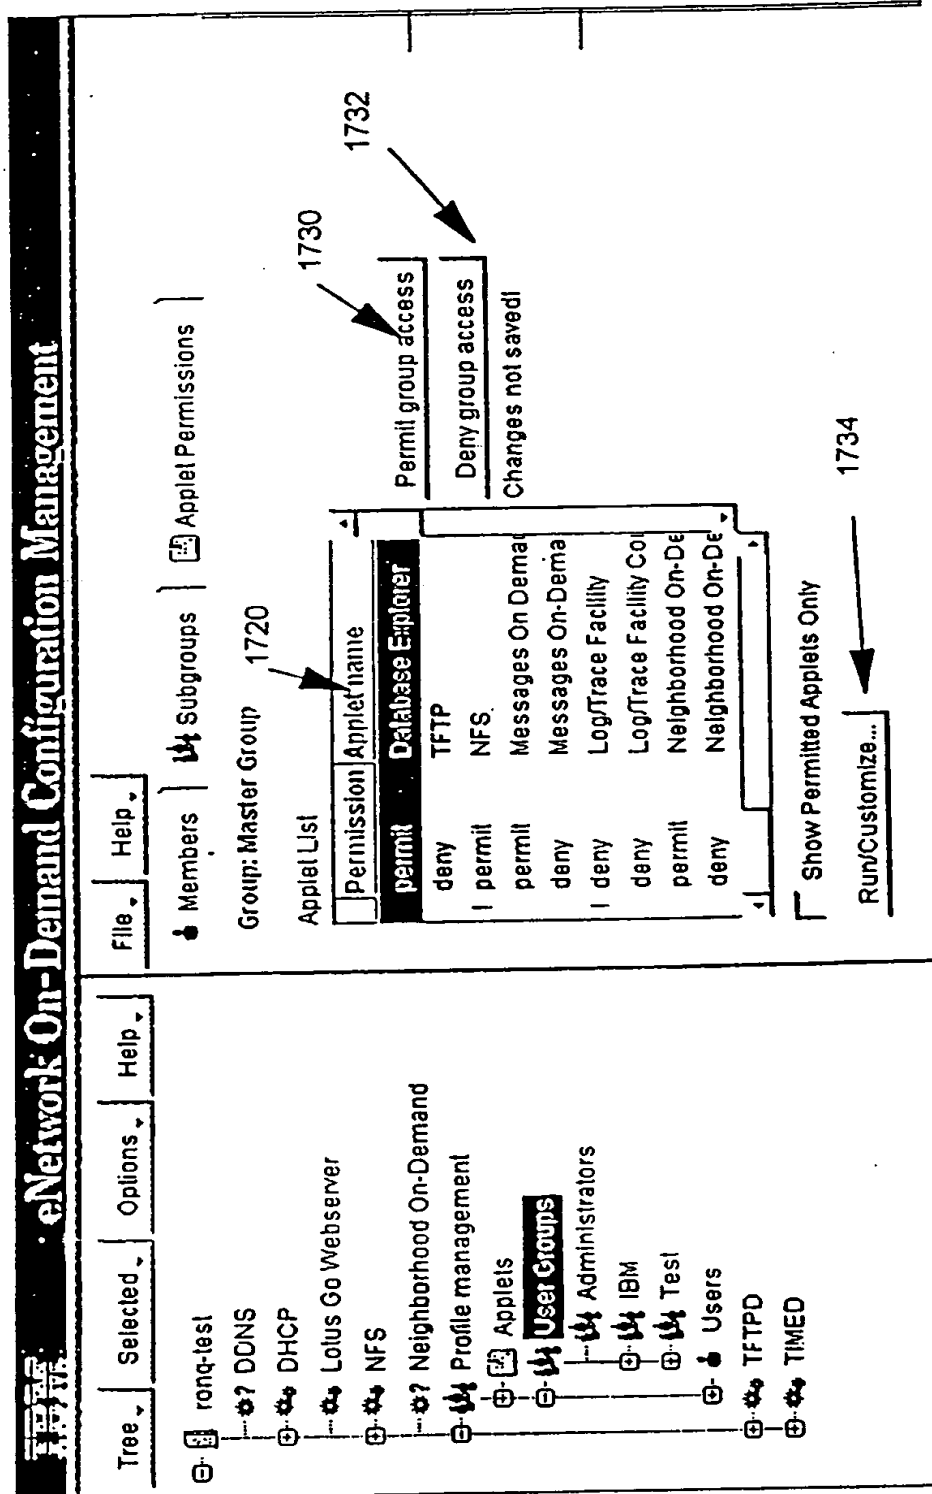 IBM eNetwork On-Demand Configuration Management
Tree Selected Options Help
ronq-test
? DDNS
DHCP
Lotus Go Webserver
NFS
? Neighborhood On-Demand
Profile management
Applets
User Groups
Administrators
IBM
Test
Users
TFTPD
TIMED
File Help
Members Subgroups Applet Permissions
Group: Master Group
Applet List
Permission Applet name
permit Database Explorer
deny TFTP
permit NFS
permit Messages On Demai
deny Messages On-Dema
deny Log/Trace Facility
deny Log/Trace Facility Coi
permit Neighborhood On-De
deny Neighborhood On-De
Show Permitted Applets Only
Run/Customize...
Permit group access
Deny group access
Changes not saved!
1720
1730
1732
1734